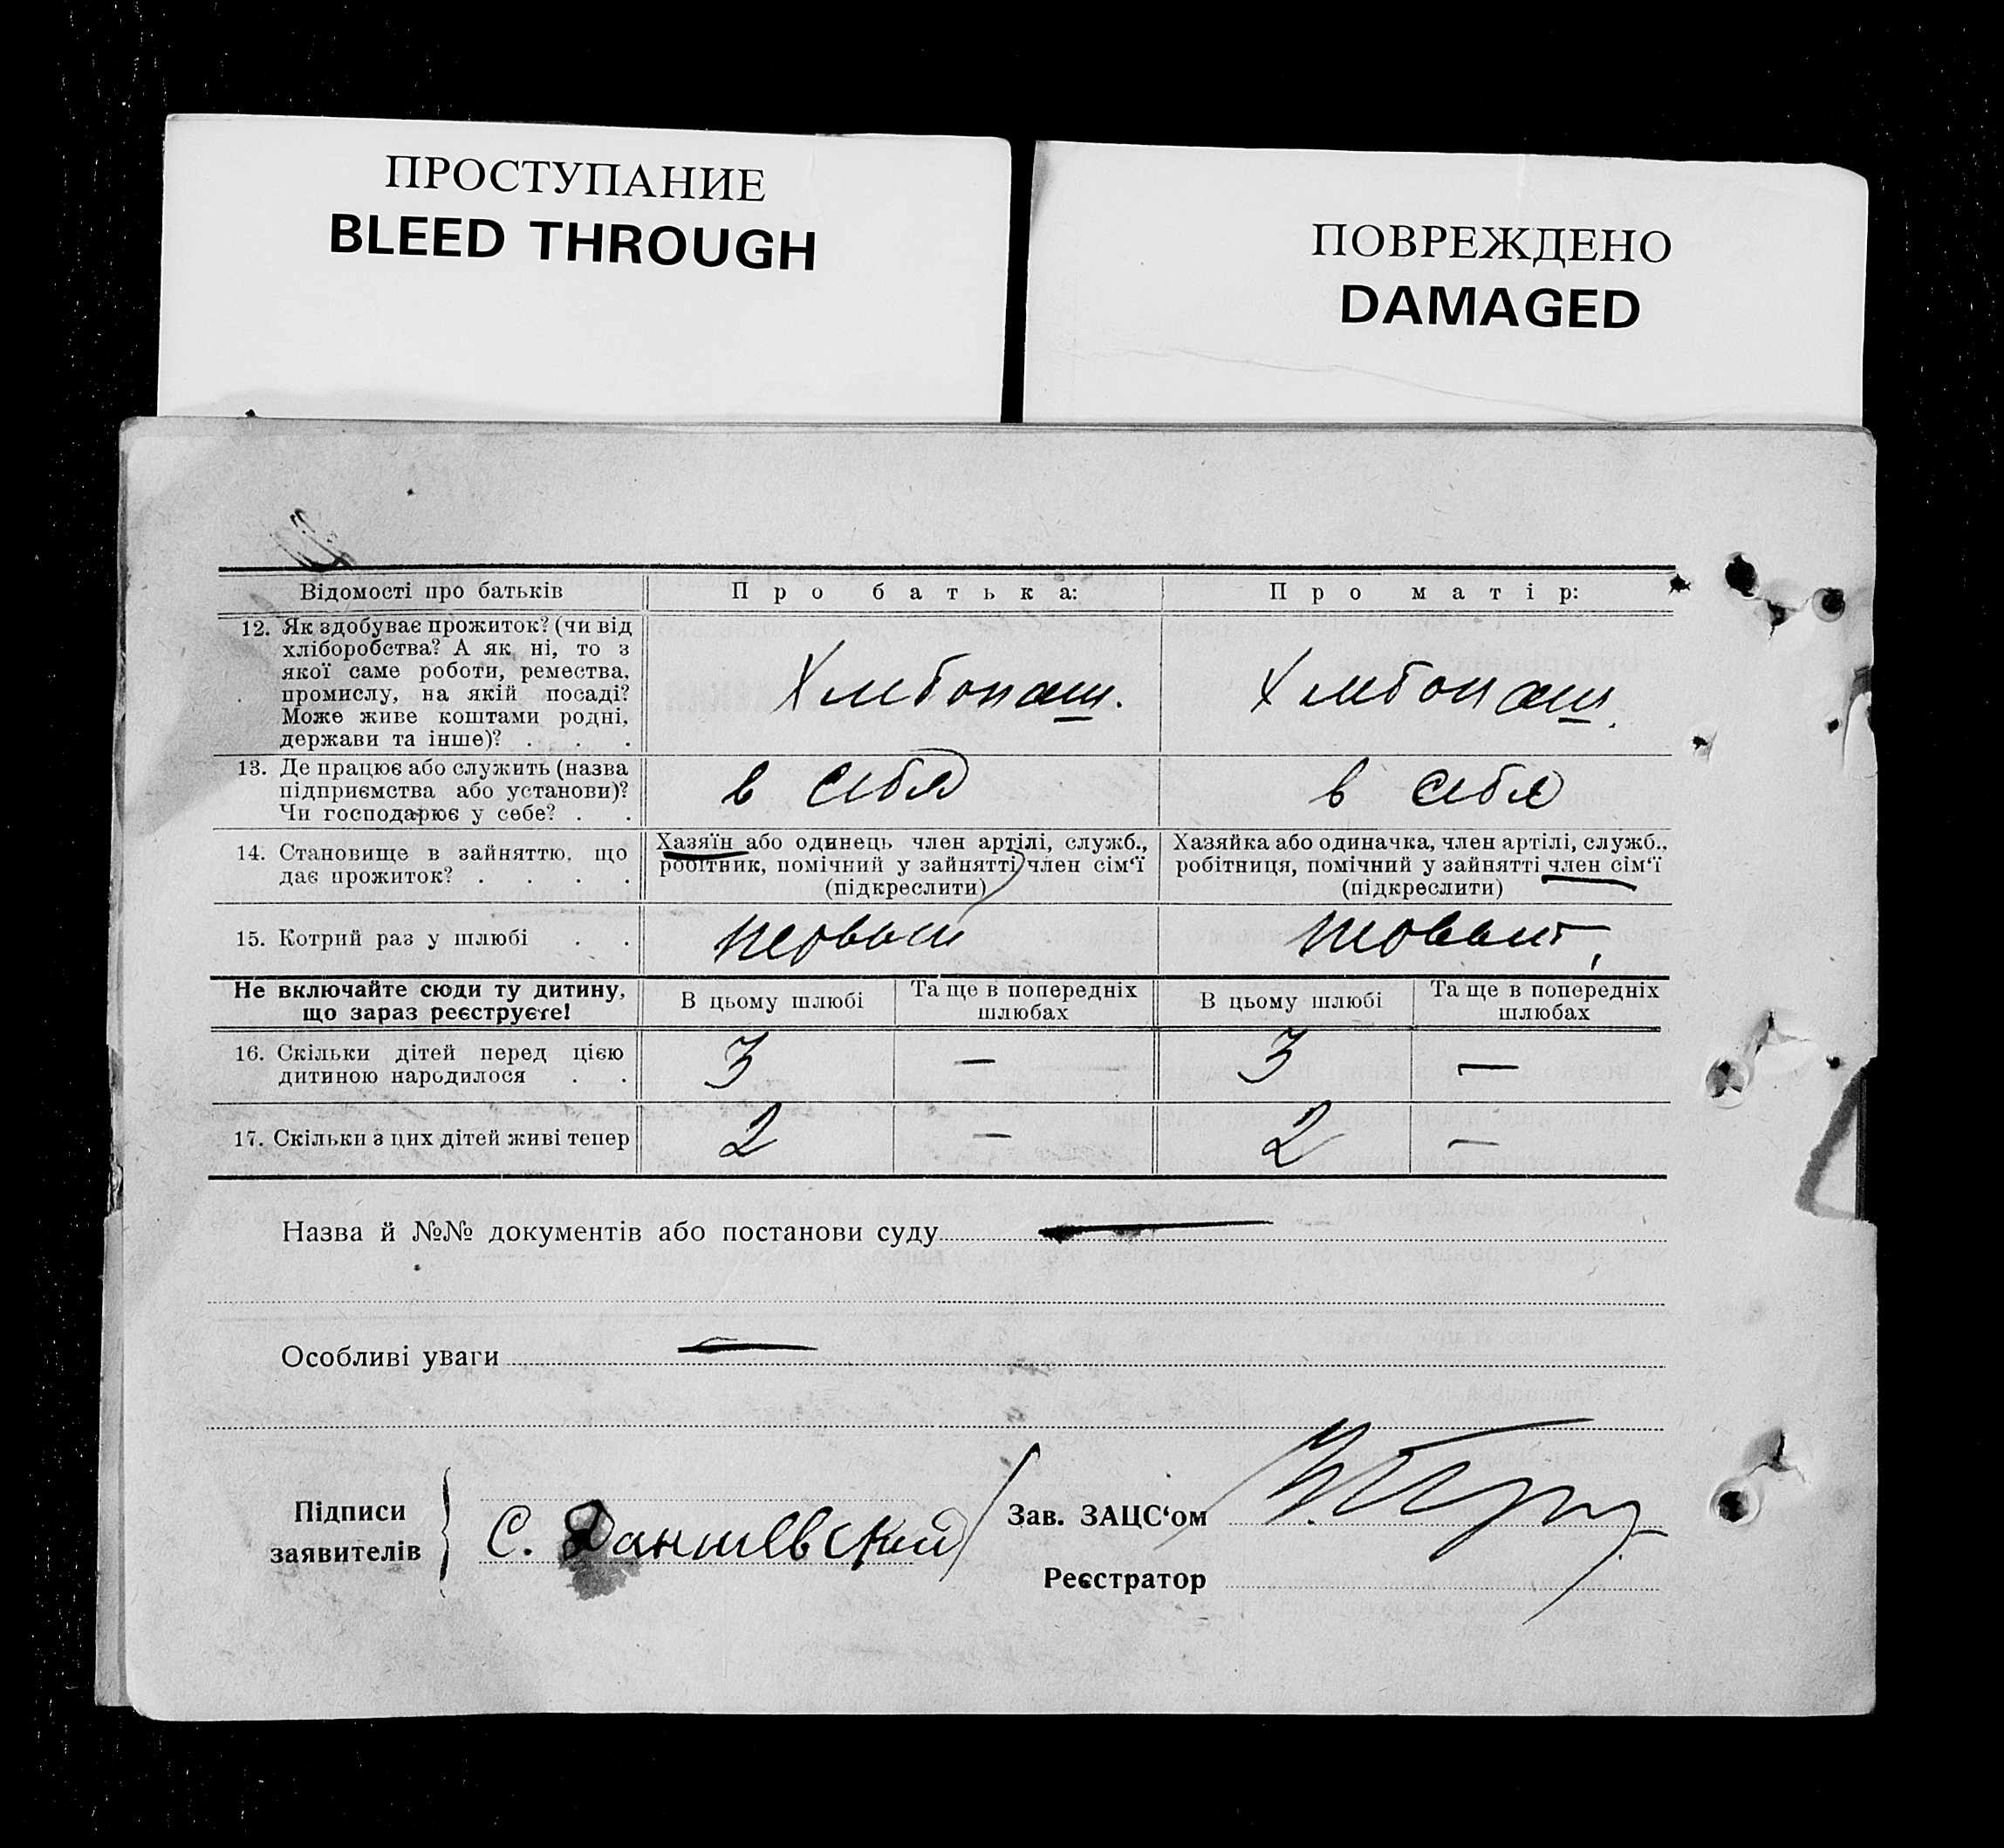 ПРОСТУПАНИЕ
BLEED THROUGH
ПОВРЕЖДЕНО
DAMAGED
Відомості про батьків
Про батька:
Про матір:
12. Як здобуває прожиток? (чи від
хліборобства? А як ні, то з
якої саме роботи, ремества,
промислу, на якій посаді?
Може живе коштами родні,
держави та інше)? . . .
Хлебопаш.
Хлебопаш.
13. Де працює або служить (назва
підприємства або установи)?
Чи господарює у себе? . .
в себя
в себя
14. Становище в зайняттю, що
дає прожиток? . . . .
Хазяїн або одинець член артілі, служб.,
робітник, помічний у зайнятті член сім‘ї
(підкреслити)
Хазяйка або одиначка, член артілі, служб.,
робітниця, помічний у зайнятті член сім‘ї
(підкреслити)
15. Котрий раз у шлюбі . .
первый
Не включайте сюди ту дитину,
що зараз реєструєте!
В цьому шлюбі
Та ще в попередніх
шлюбах
В цьому шлюбі
Та ще в попередніх
шлюбах
16. Скільки дітей перед цією
дитиною народилося . .
3
—
3
—
17. Скільки з цих дітей живі тепер
2
—
2
—
Назва й №№ документів або постанови суду
Особливі уваги
Підписи
заявителів
С. Данилевский
Зав. ЗАЦС‘ом
Реєстратор